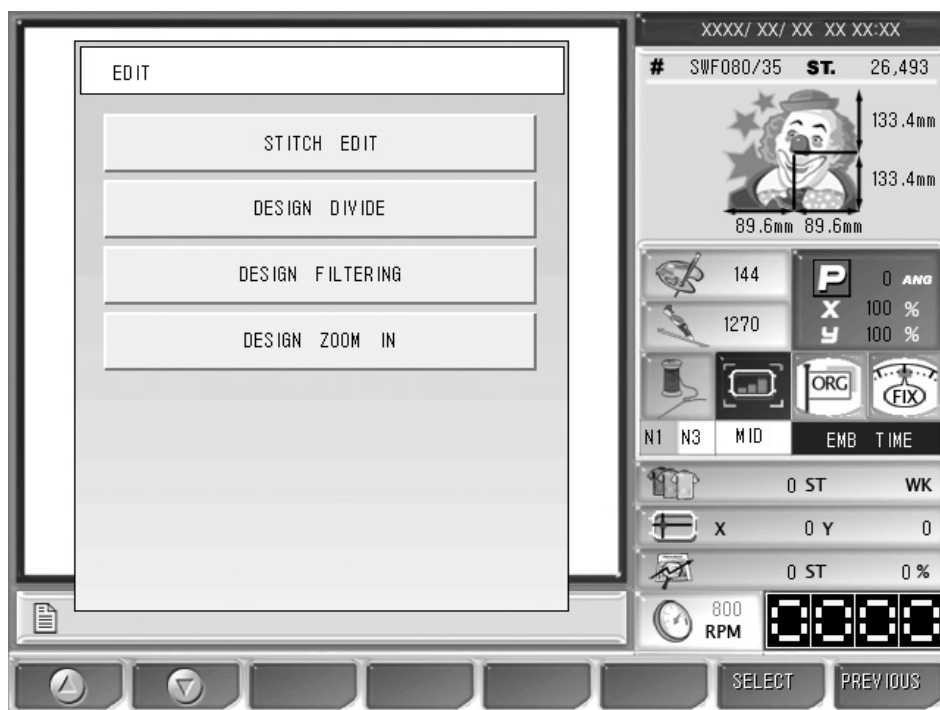 XXXX/ XX/ XX XX XX:XX
EDIT
# SWF080/35 ST. 26,493
STITCH EDIT
133.4mm
DESIGN DIVIDE
133.4mm
89.6mm 89.6mm
DESIGN FILTERING
144
P 0 ANG
X 100 %
1270
y 100 %
DESIGN ZOOM IN
ORG
FIX
N1 N3 MID EMB TIME
0 ST WK
X 0 Y 0
0 ST 0 %
800
RPM
SELECT PREVIOUS